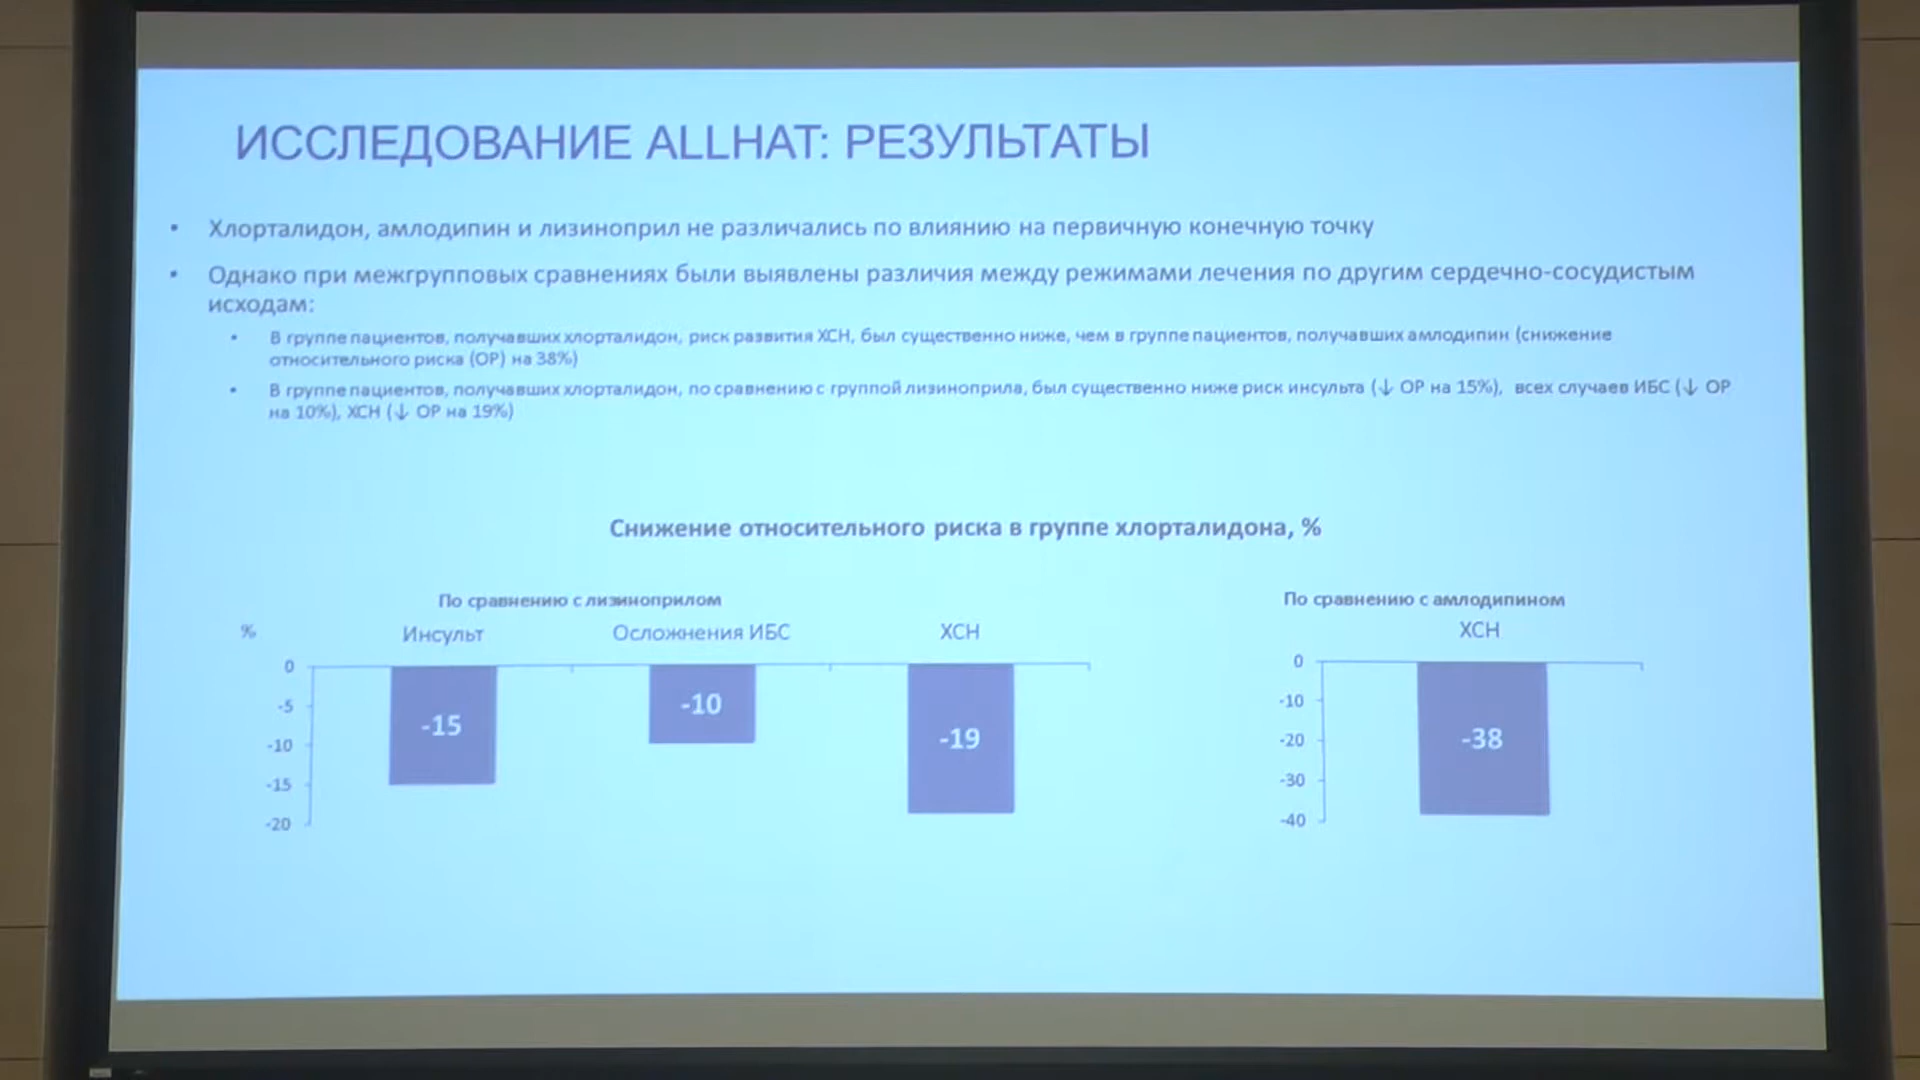 ИССЛЕДОВАНИЕ ALLHAT: РЕЗУЛЬТАТЫ
• Хлорталидон, амлодипин и лизиноприл не различались по влиянию на первичную конечную точку
• Однако при межгрупповых сравнениях были выявлены различия между режимами лечения по другим сердечно-сосудистым
исходам:
• В группе пациентов, получавших хлорталидон, риск развития ХСН, был существенно ниже, чем в группе пациентов, получавших амлодипин (снижение
относительного риска (ОР) на 38%)
• В группе пациентов, получавших хлорталидон, по сравнению с группой лизиноприла, был существенно ниже риск инсульта (↓ ОР на 15%), всех случаев ИБС (↓ ОР
на 10%), ХСН (↓ ОР на 19%)
Снижение относительного риска в группе хлорталидона, %
По сравнению с лизиноприлом
%
Инсульт
Осложнения ИБС
ХСН
0
-5
-10
-15
-20
-15
-10
-19
По сравнению с амлодипином
ХСН
0
-10
-20
-30
-40
-38